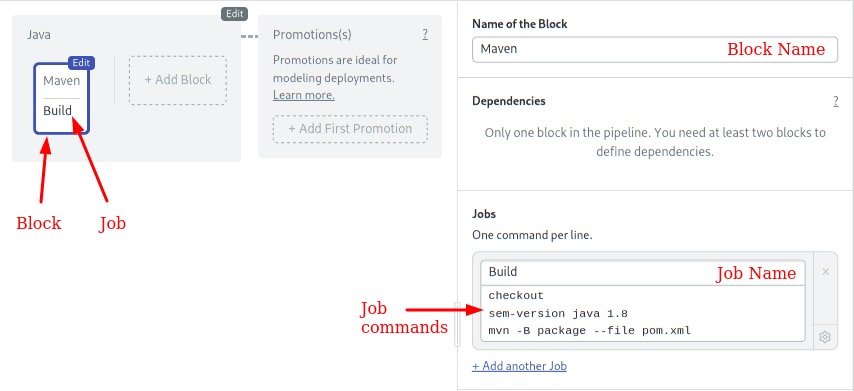 Edit
Java
Edit
Maven
Build
+ Add Block
Block
Job
Promotions(s)
?
Promotions are ideal for
modeling deployments.
Learn more.
+ Add First Promotion
Name of the Block
Maven
Block Name
Dependencies
?
Only one block in the pipeline. You need at least two blocks to
define dependencies.
Jobs
One command per line.
Build
Job Name
×
Job
commands
checkout
sem-version java 1.8
mvn -B package --file pom.xml
+ Add another Job